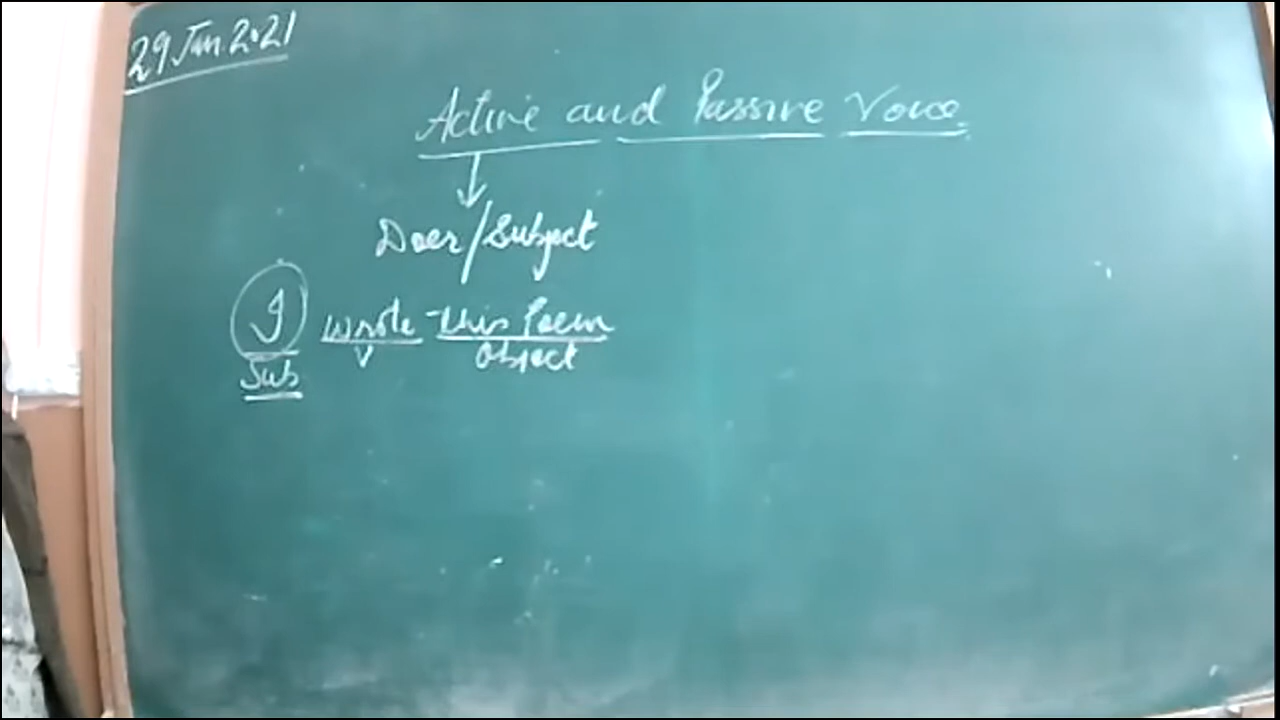 29 Jan 2021
Active and Passive Voice.
Doer/Subject
I wrote this Poem
Sub V Object